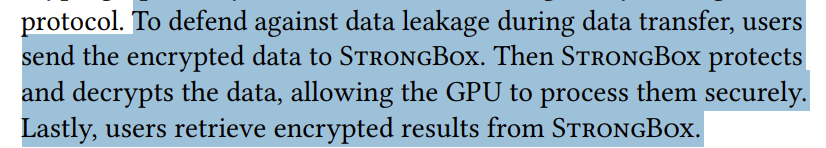 protocol. To defend against data leakage during data transfer, users
send the encrypted data to StrongBox. Then StrongBox protects
and decrypts the data, allowing the GPU to process them securely.
Lastly, users retrieve encrypted results from StrongBox.